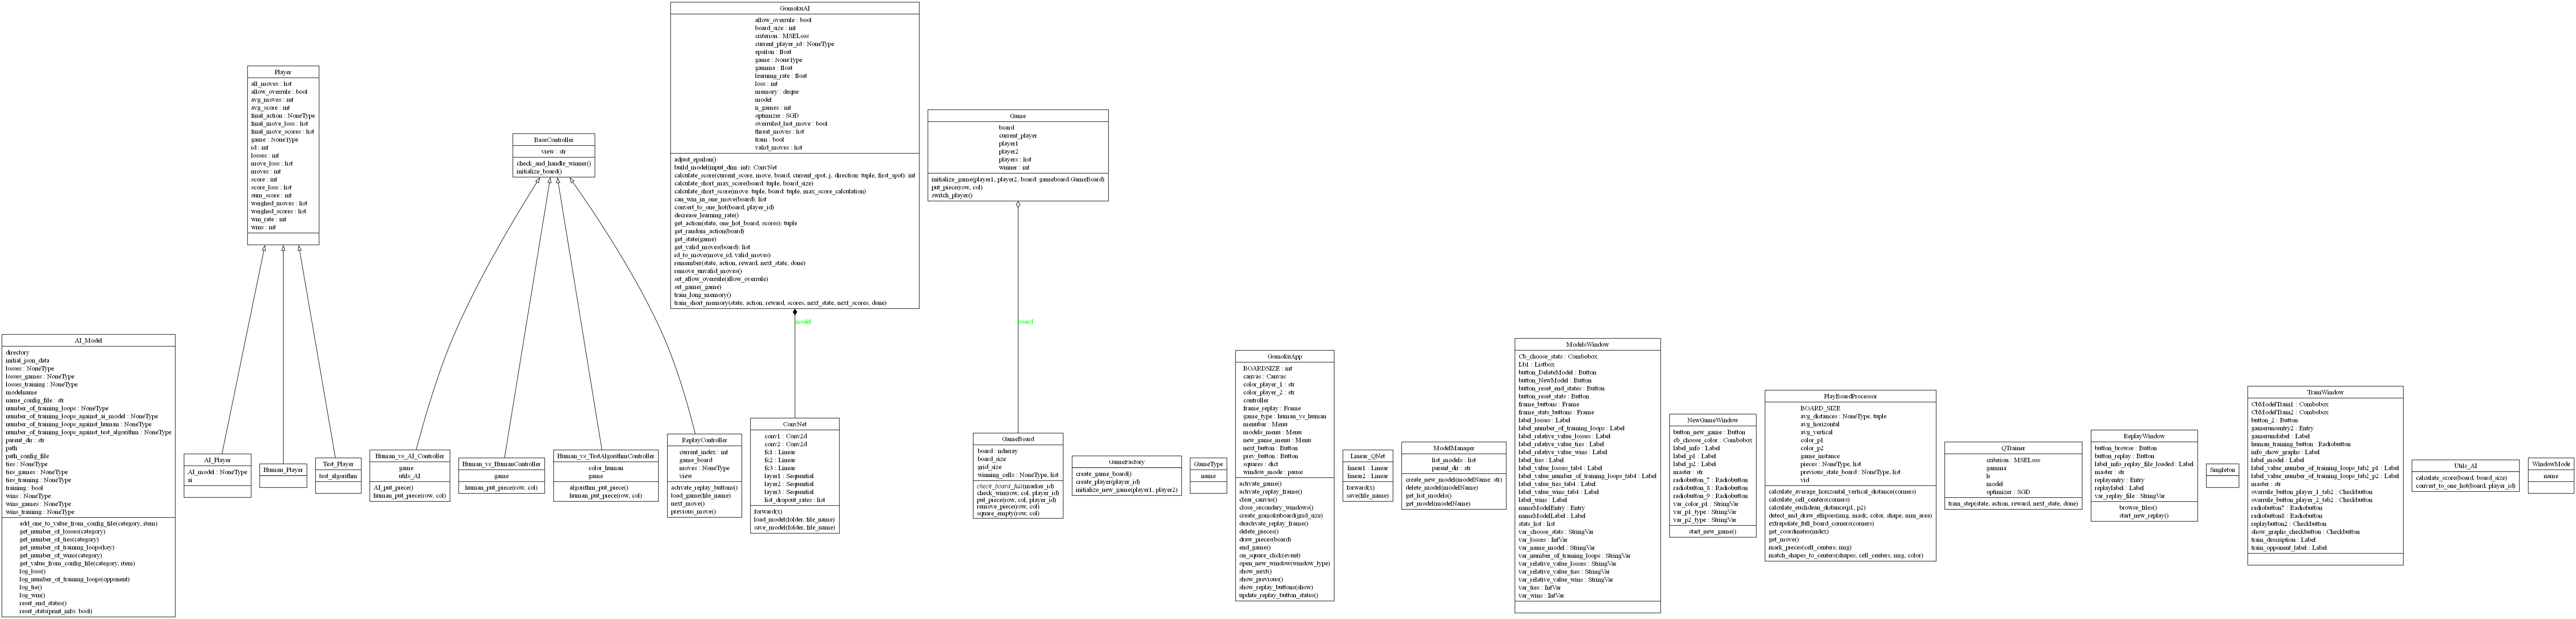 AI_Model
directory
initial_json_data
losses : NoneType
losses_games : NoneType
losses_training : NoneType
modelname
name_config_file : str
number_of_training_loops : NoneType
number_of_training_loops_against_ai_model : NoneType
number_of_training_loops_against_human : NoneType
number_of_training_loops_against_test_algorithm : NoneType
parent_dir : str
path
path_config_file
ties : NoneType
ties_games : NoneType
ties_training : NoneType
training : bool
wins : NoneType
wins_games : NoneType
wins_training : NoneType
add_one_to_value_from_config_file(category, item)
get_number_of_losses(category)
get_number_of_ties(category)
get_number_of_training_loops(key)
get_number_of_wins(category)
get_value_from_config_file(category, item)
log_loss()
log_number_of_training_loops(opponent)
log_tie()
log_win()
reset_end_states()
reset_stats(print_info: bool)
Player
all_moves : list
allow_overrule : bool
avg_moves : int
avg_score : int
final_action : NoneType
final_move_loss : list
final_move_scores : list
game : NoneType
id : int
losses : int
move_loss : list
moves : int
score : int
score_loss : list
sum_score : int
weighed_moves : list
weighed_scores : list
win_rate : int
wins : int
AI_Player
AI_model : NoneType
ai
Human_Player
Test_Player
test_algorithm
BaseController
view : str
check_and_handle_winner()
initialize_board()
Human_vs_AI_Controller
game
utils_AI
AI_put_piece()
human_put_piece(row, col)
Human_vs_HumanController
game
human_put_piece(row, col)
Human_vs_TestAlgorithmController
color_human
game
algorithm_put_piece()
human_put_piece(row, col)
ReplayController
current_index : int
game_board
moves : NoneType
view
activate_replay_buttons()
load_game(file_name)
next_move()
previous_move()
GomokuAI
allow_overrule : bool
board_size : int
criterion : MSELoss
current_player_id : NoneType
epsilon : float
game : NoneType
gamma : float
learning_rate : float
loss : int
memory : deque
model
n_games : int
optimizer : SGD
overruled_last_move : bool
threat_moves : list
train : bool
valid_moves : list
adjust_epsilon()
build_model(input_dim: int): ConvNet
calculate_score(current_score, move, board, current_spot, j, direction: tuple, first_spot): int
calculate_short_max_score(board: tuple, board_size)
calculate_short_score(move: tuple, board: tuple, max_score_calculation)
can_win_in_one_move(board): list
convert_to_one_hot(board, player_id)
decrease_learning_rate()
get_action(state, one_hot_board, scores): tuple
get_random_action(board)
get_state(game)
get_valid_moves(board): list
id_to_move(move_id, valid_moves)
remember(state, action, reward, next_state, done)
remove_unvalid_moves()
set_allow_overrule(allow_overrule)
set_game(_game)
train_long_memory()
train_short_memory(state, action, reward, scores, next_state, next_scores, done)
model
ConvNet
conv1 : Conv2d
conv2 : Conv2d
fc1 : Linear
fc2 : Linear
fc3 : Linear
layer1 : Sequential
layer2 : Sequential
layer3 : Sequential
list_dropout_rates : list
forward(x)
load_model(folder, file_name)
save_model(folder, file_name)
Game
board
current_player
player1
player2
players : list
winner : int
initialize_game(player1, player2, board: gameboard.GameBoard)
put_piece(row, col)
switch_player()
board
GameBoard
board : ndarray
board_size
grid_size
winning_cells : NoneType, list
check_board_full(marker_id)
check_win(row, col, player_id)
put_piece(row, col, player_id)
remove_piece(row, col)
square_empty(row, col)
GameFactory
create_game_board()
create_player(player_id)
initialize_new_game(player1, player2)
GameType
name
GomokuApp
BOARDSIZE : int
canvas : Canvas
color_player_1 : str
color_player_2 : str
controller
frame_replay : Frame
game_type : human_vs_human
menubar : Menu
models_menu : Menu
new_game_menu : Menu
next_button : Button
prev_button : Button
squares : dict
window_mode : pause
activate_game()
activate_replay_frame()
clear_canvas()
close_secondary_windows()
create_gomokuboard(grid_size)
deactivate_replay_frame()
delete_pieces()
draw_pieces(board)
end_game()
on_square_click(event)
open_new_window(window_type)
show_next()
show_previous()
show_replay_buttons(show)
update_replay_button_states()
Linear_QNet
linear1 : Linear
linear2 : Linear
forward(x)
save(file_name)
ModelManager
list_models : list
parent_dir : str
create_new_model(modelName: str)
delete_model(modelName)
get_list_models()
get_model(modelName)
ModelsWindow
Cb_choose_stats : Combobox
Lb1 : Listbox
button_DeleteModel : Button
button_NewModel : Button
button_reset_end_states : Button
button_reset_stats : Button
frame_buttons : Frame
frame_stats_buttons : Frame
label_losses : Label
label_number_of_training_loops : Label
label_relative_value_losses : Label
label_relative_value_ties : Label
label_relative_value_wins : Label
label_ties : Label
label_value_losses_tab4 : Label
label_value_number_of_training_loops_tab4 : Label
label_value_ties_tab4 : Label
label_value_wins_tab4 : Label
label_wins : Label
nameModelEntry : Entry
nameModelLabel : Label
stats_list : list
var_choose_stats : StringVar
var_losses : IntVar
var_name_model : StringVar
var_number_of_training_loops : StringVar
var_relative_value_losses : StringVar
var_relative_value_ties : StringVar
var_relative_value_wins : StringVar
var_ties : IntVar
var_wins : IntVar
NewGameWindow
button_new_game : Button
cb_choose_color : Combobox
label_info : Label
label_p1 : Label
label_p2 : Label
master : str
radiobutton_7 : Radiobutton
radiobutton_8 : Radiobutton
radiobutton_9 : Radiobutton
var_color_p1 : StringVar
var_p1_type : StringVar
var_p2_type : StringVar
start_new_game()
PlayBoardProcessor
BOARD_SIZE
avg_distances : NoneType, tuple
avg_horizontal
avg_vertical
color_p1
color_p2
game_instance
pieces : NoneType, list
previous_state_board : NoneType, list
vid
calculate_average_horizontal_vertical_distance(corners)
calculate_cell_centers(corners)
calculate_euclidean_distance(p1, p2)
detect_and_draw_ellipses(img, mask, color, shape, min_area)
extrapolate_full_board_corners(corners)
get_coordinates(index)
get_move()
mark_pieces(cell_centers, img)
match_shapes_to_centers(shapes, cell_centers, img, color)
QTrainer
criterion : MSELoss
gamma
lr
model
optimizer : SGD
train_step(state, action, reward, next_state, done)
ReplayWindow
button_browse : Button
button_replay : Button
label_info_replay_file_loaded : Label
master : str
replayentry : Entry
replaylabel : Label
var_replay_file : StringVar
browse_files()
start_new_replay()
Singleton
TrainWindow
CbModelTrain1 : Combobox
CbModelTrain2 : Combobox
button_2 : Button
gamerunsentry2 : Entry
gamerunslabel : Label
human_training_button : Radiobutton
info_show_graphs : Label
label_model : Label
label_value_number_of_training_loops_tab2_p1 : Label
label_value_number_of_training_loops_tab2_p2 : Label
master : str
override_button_player_1_tab2 : Checkbutton
override_button_player_2_tab2 : Checkbutton
radiobutton7 : Radiobutton
radiobutton8 : Radiobutton
replaybutton2 : Checkbutton
show_graphs_checkbutton : Checkbutton
train_description : Label
train_opponent_label : Label
Utils_AI
calculate_score(board, board_size)
convert_to_one_hot(board, player_id)
WindowMode
name